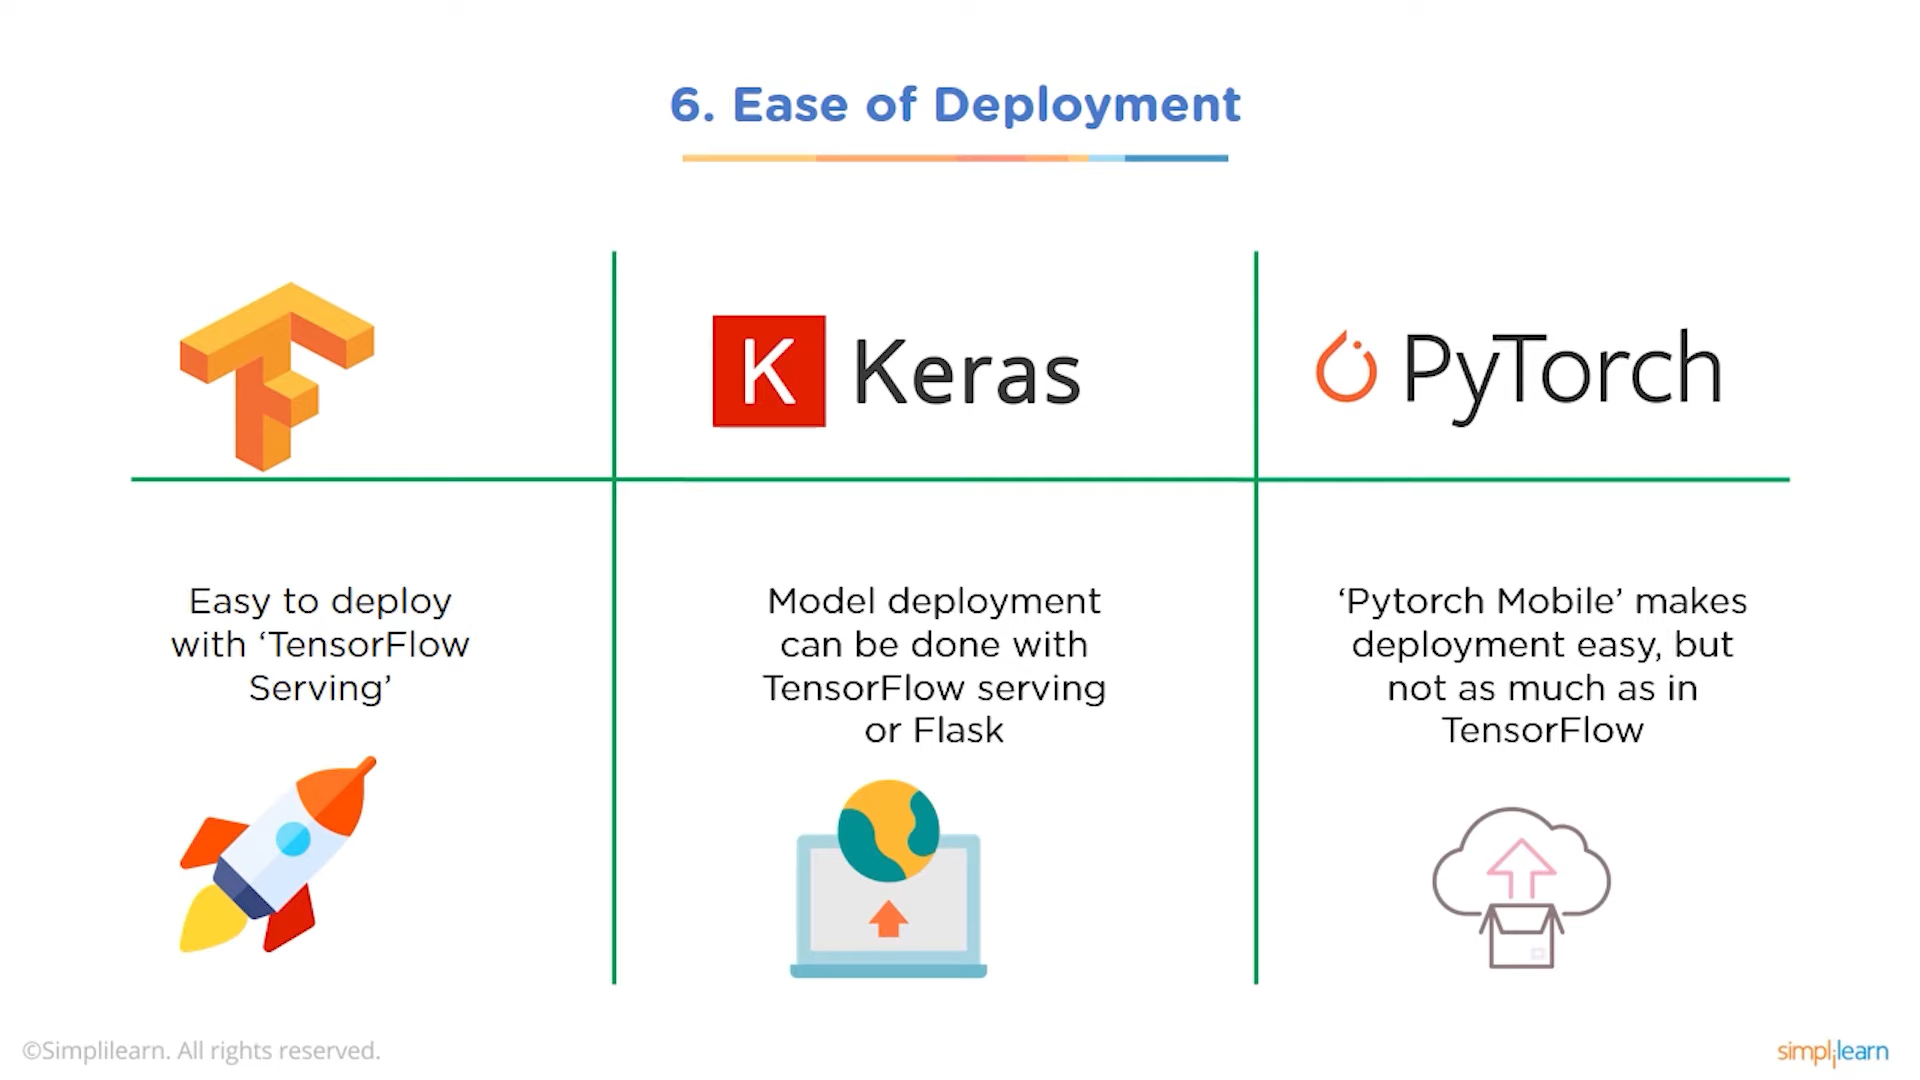 6. Ease of Deployment
K Keras
PyTorch
Easy to deploy
with ‘TensorFlow
Serving’
Model deployment
can be done with
TensorFlow serving
or Flask
‘Pytorch Mobile’ makes
deployment easy, but
not as much as in
TensorFlow
©Simplilearn. All rights reserved.
simplilearn